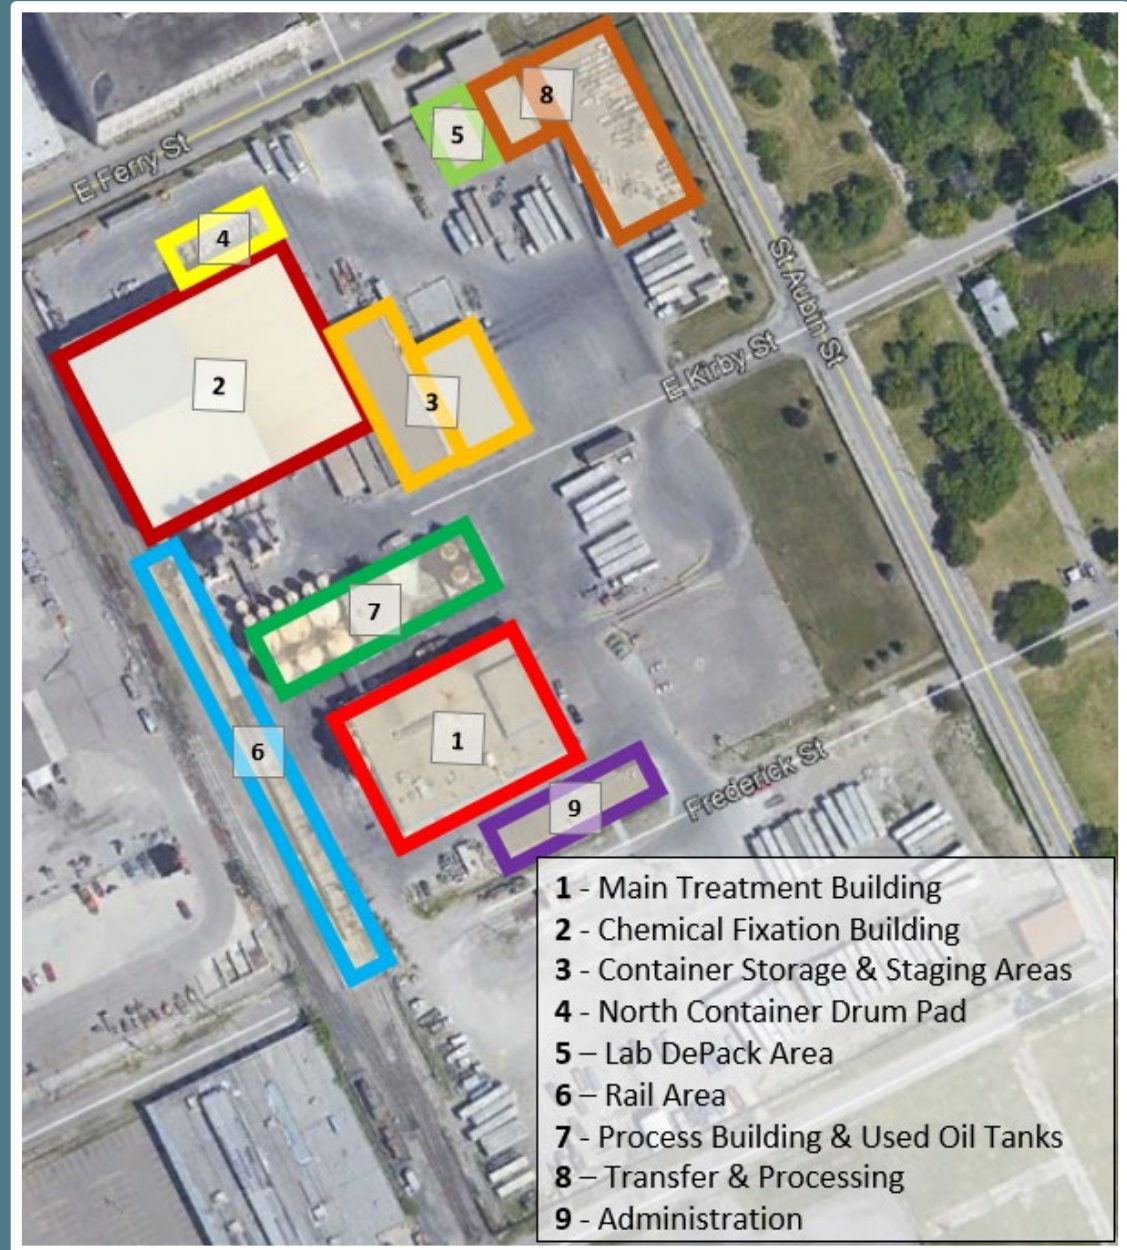 8
5
E Ferry St
4
St Aubin St
E Kirby St
2
3
7
6
1
Frederick St
9
1 - Main Treatment Building
2 - Chemical Fixation Building
3 - Container Storage & Staging Areas
4 - North Container Drum Pad
5 – Lab DePack Area
6 – Rail Area
7 - Process Building & Used Oil Tanks
8 – Transfer & Processing
9 - Administration